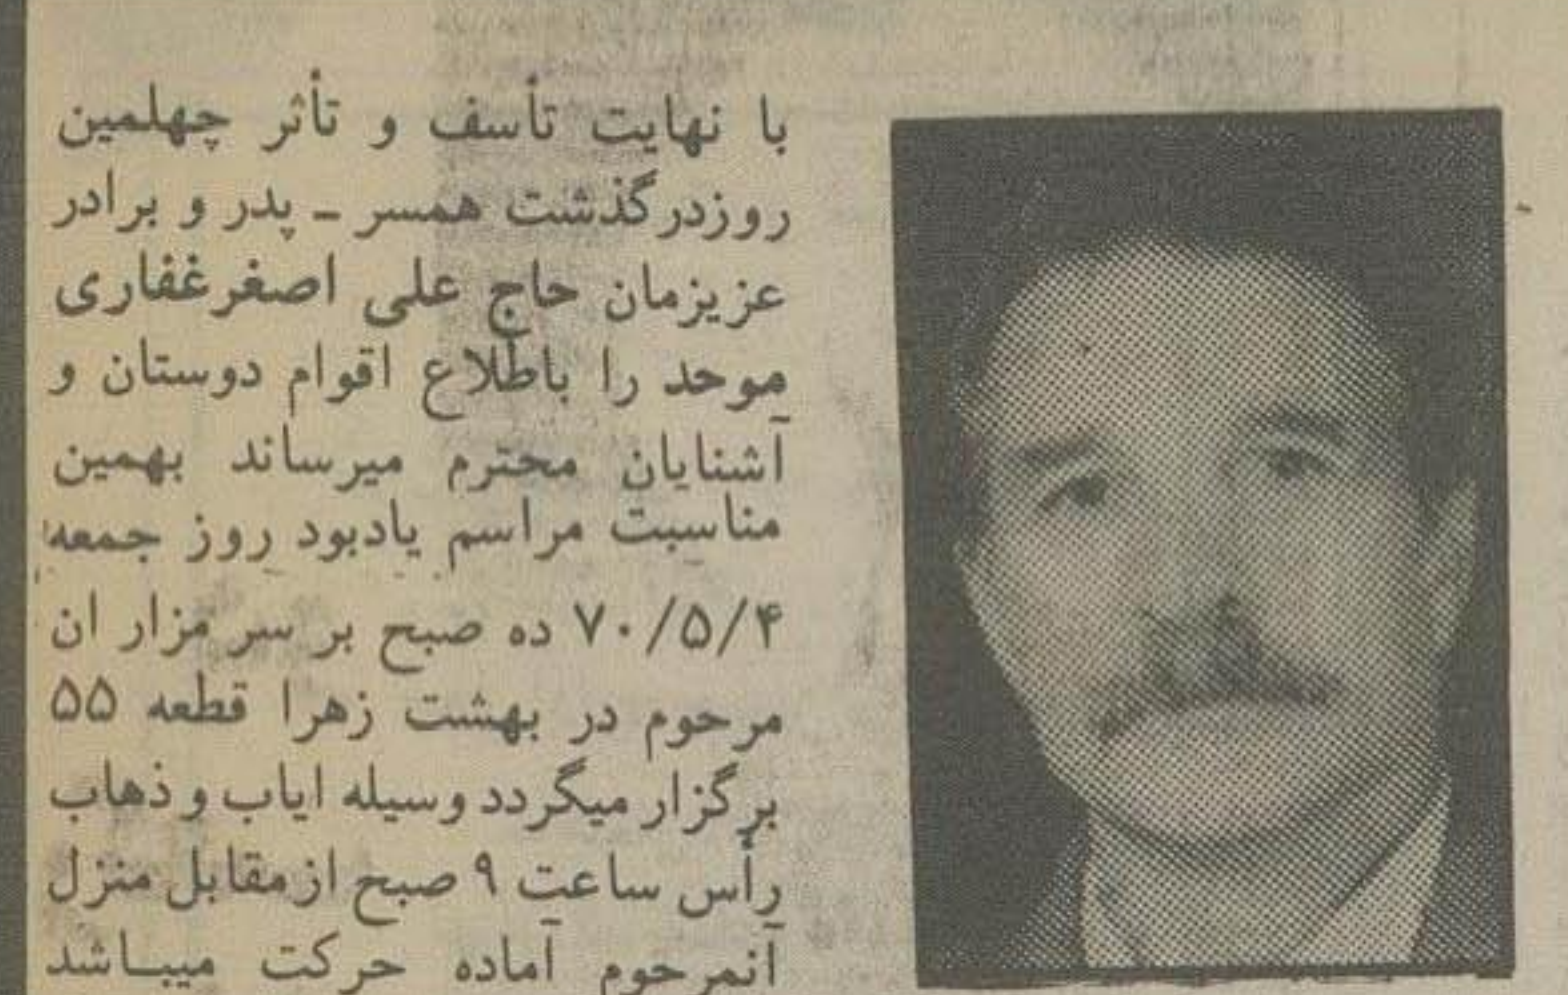 با نهایت تأسف و تأثر چهلمین
روزدرگذشت همسر ـ پدر و برادر
عزیزمان حاج علی اصغرغفاری
موحد را باطلاع اقوام دوستان و
آشنایان محترم میرساند بهمین
مناسبت مراسم یادبود روز جمعه
۷۰/۵/۴ ده صبح بر سر مزار ان
مرحوم در بهشت زهرا قطعه ۵۵
برگزار میگردد وسیله ایاب و ذهاب
رأس ساعت ۹ صبح از مقابل منزل
آنمرحوم آماده حرکت میباشد